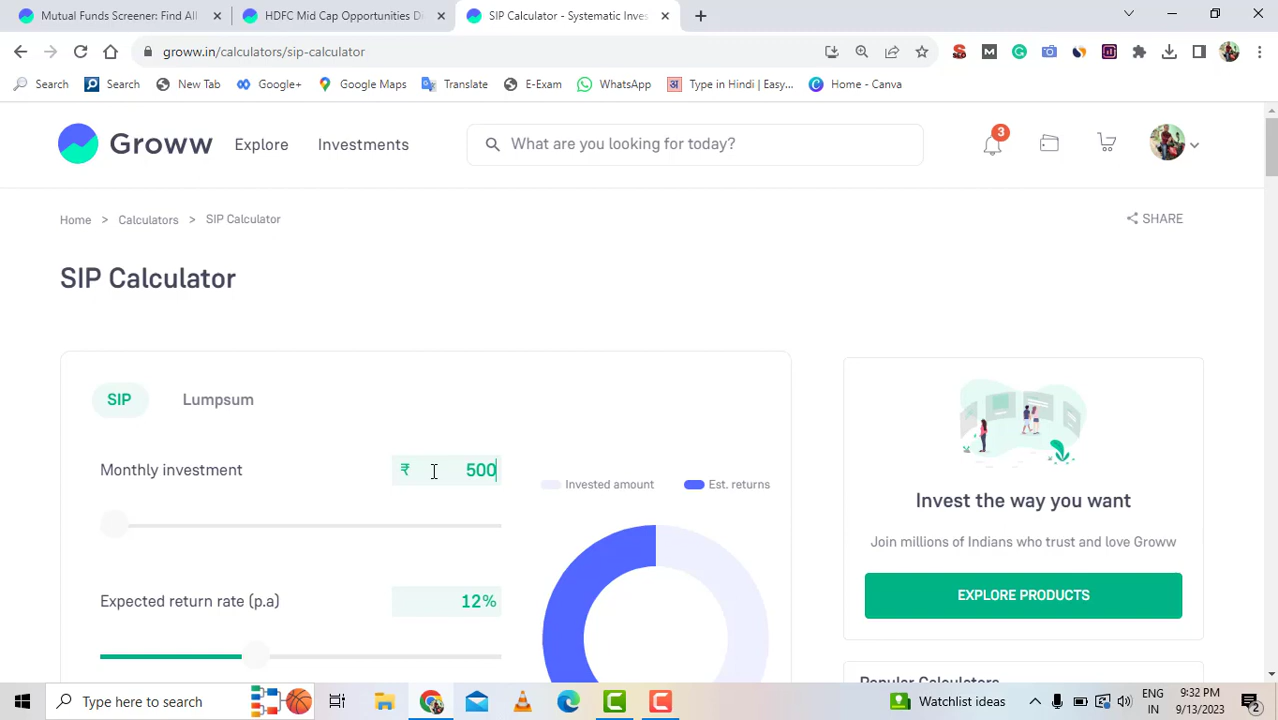 Mutual Funds Screener: Find All
HDFC Mid Cap Opportunities D
SIP Calculator - Systematic Inves
groww.in/calculators/sip-calculator
Search
Search
New Tab
Google+
Google Maps
Translate
E-Exam
WhatsApp
Type in Hindi | Easy...
Home - Canva
Groww
Explore
Investments
What are you looking for today?
3
Home > Calculators > SIP Calculator
SHARE
SIP Calculator
SIP
Lumpsum
Monthly investment
₹ 500
Invested amount
Est. returns
Expected return rate (p.a)
12%
Invest the way you want
Join millions of Indians who trust and love Groww
EXPLORE PRODUCTS
Popular Calculators
Type here to search
Watchlist ideas
ENG
IN
9:32 PM
9/13/2023
2